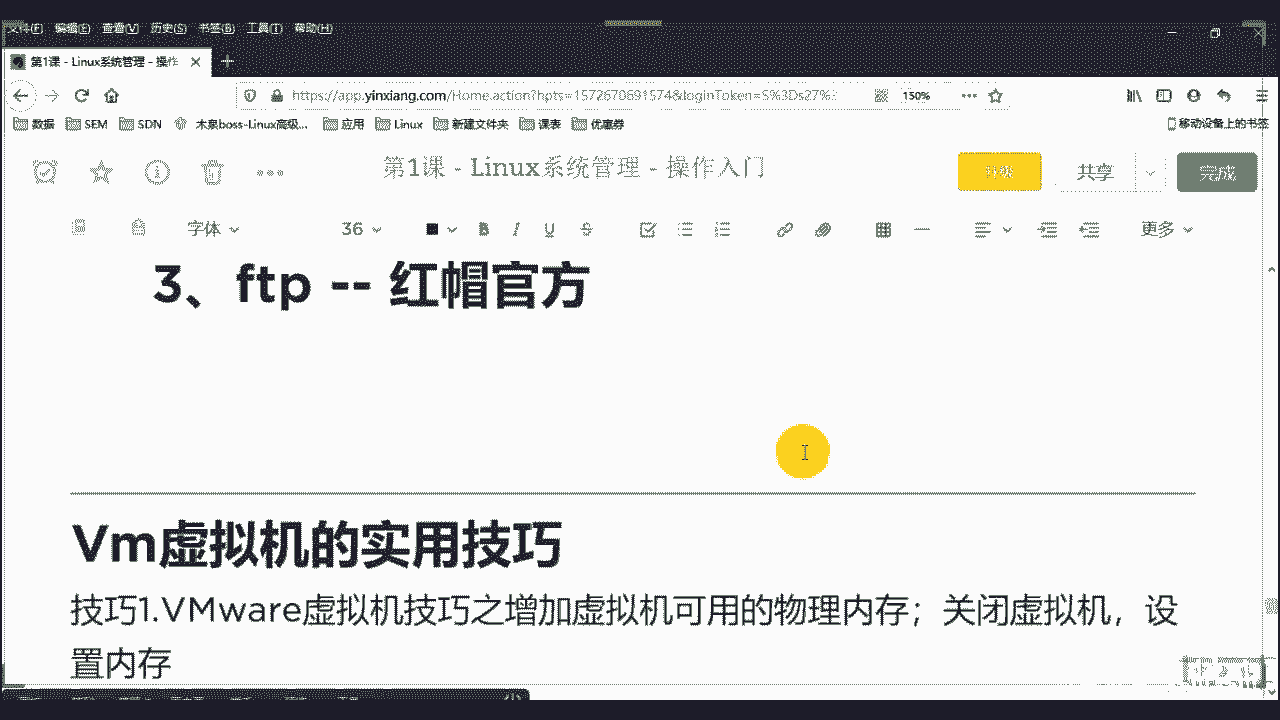 文件(F) 编辑(E) 查看(V) 历史(S) 书签(B) 工具(T) 帮助(H)
第1课 - Linux系统管理 - 操作
https://app.yinxiang.com/Home.action?hpts=1572670691574&loginToken=S%3Ds27%
150%
数据 SEM SDN 木泉boss-Linux高级... 应用 Linux 新建文件夹 课表 优惠券
移动设备上的书签
第1课 - Linux系统管理 - 操作入门
共享
完成
字体 36 B I U S 更多
3、ftp -- 红帽官方
Vm虚拟机的实用技巧
技巧1.VMware虚拟机技巧之增加虚拟机可用的物理内存；关闭虚拟机，设
置内存